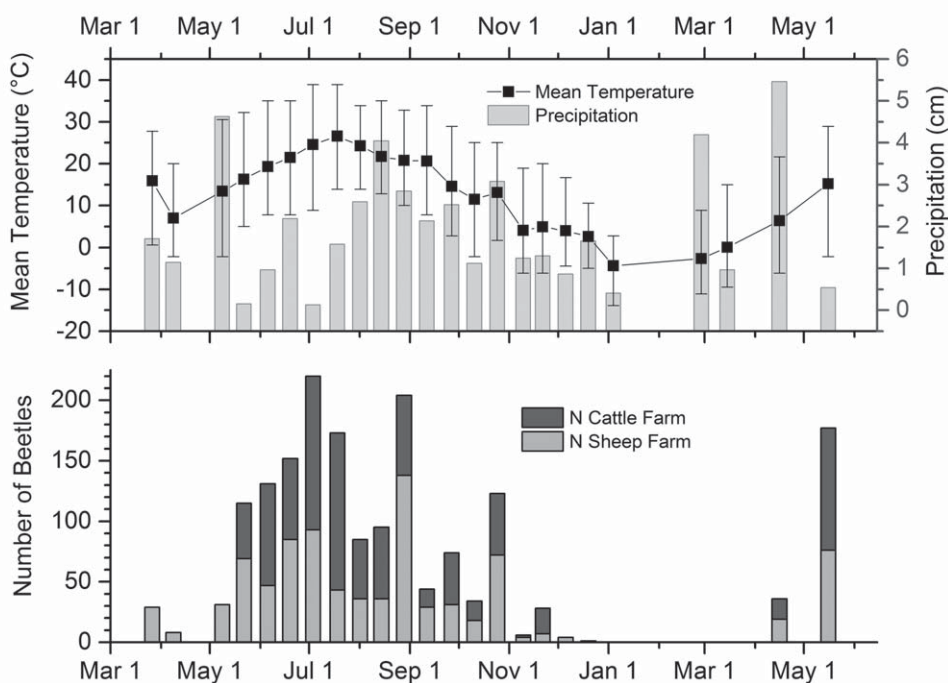 Mar 1 May 1 Jul 1 Sep 1 Nov 1 Jan 1 Mar 1 May 1
Mean Temperature (°C)
40
30
20
10
0
-10
-20
Mean Temperature
Precipitation
6
5
4
3
2
1
0
Precipitation (cm)
Number of Beetles
200
150
100
50
0
N Cattle Farm
N Sheep Farm
Mar 1 May 1 Jul 1 Sep 1 Nov 1 Jan 1 Mar 1 May 1